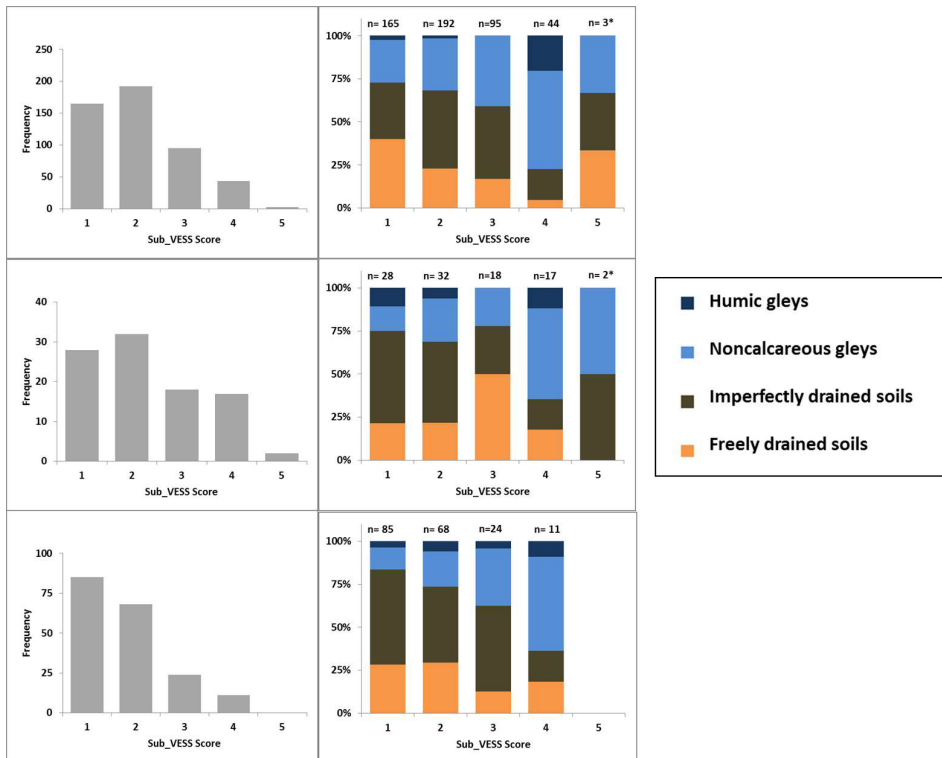 250
200
150
100
50
0
Frequency
1 2 3 4 5
Sub_VESS Score
n= 165 n= 192 n=95 n= 44 n= 3*
100%
75%
50%
25%
0%
1 2 3 4 5
Sub_VESS Score
40
30
20
10
0
Frequency
1 2 3 4 5
Sub_VESS Score
n= 28 n= 32 n=18 n=17 n= 2*
100%
75%
50%
25%
0%
1 2 3 4 5
Sub_VESS Score
Humic gleys
Noncalcareous gleys
Imperfectly drained soils
Freely drained soils
100
75
50
25
0
Frequency
1 2 3 4 5
Sub_VESS Score
n= 85 n= 68 n=24 n= 11
100%
75%
50%
25%
0%
1 2 3 4 5
Sub_VESS Score